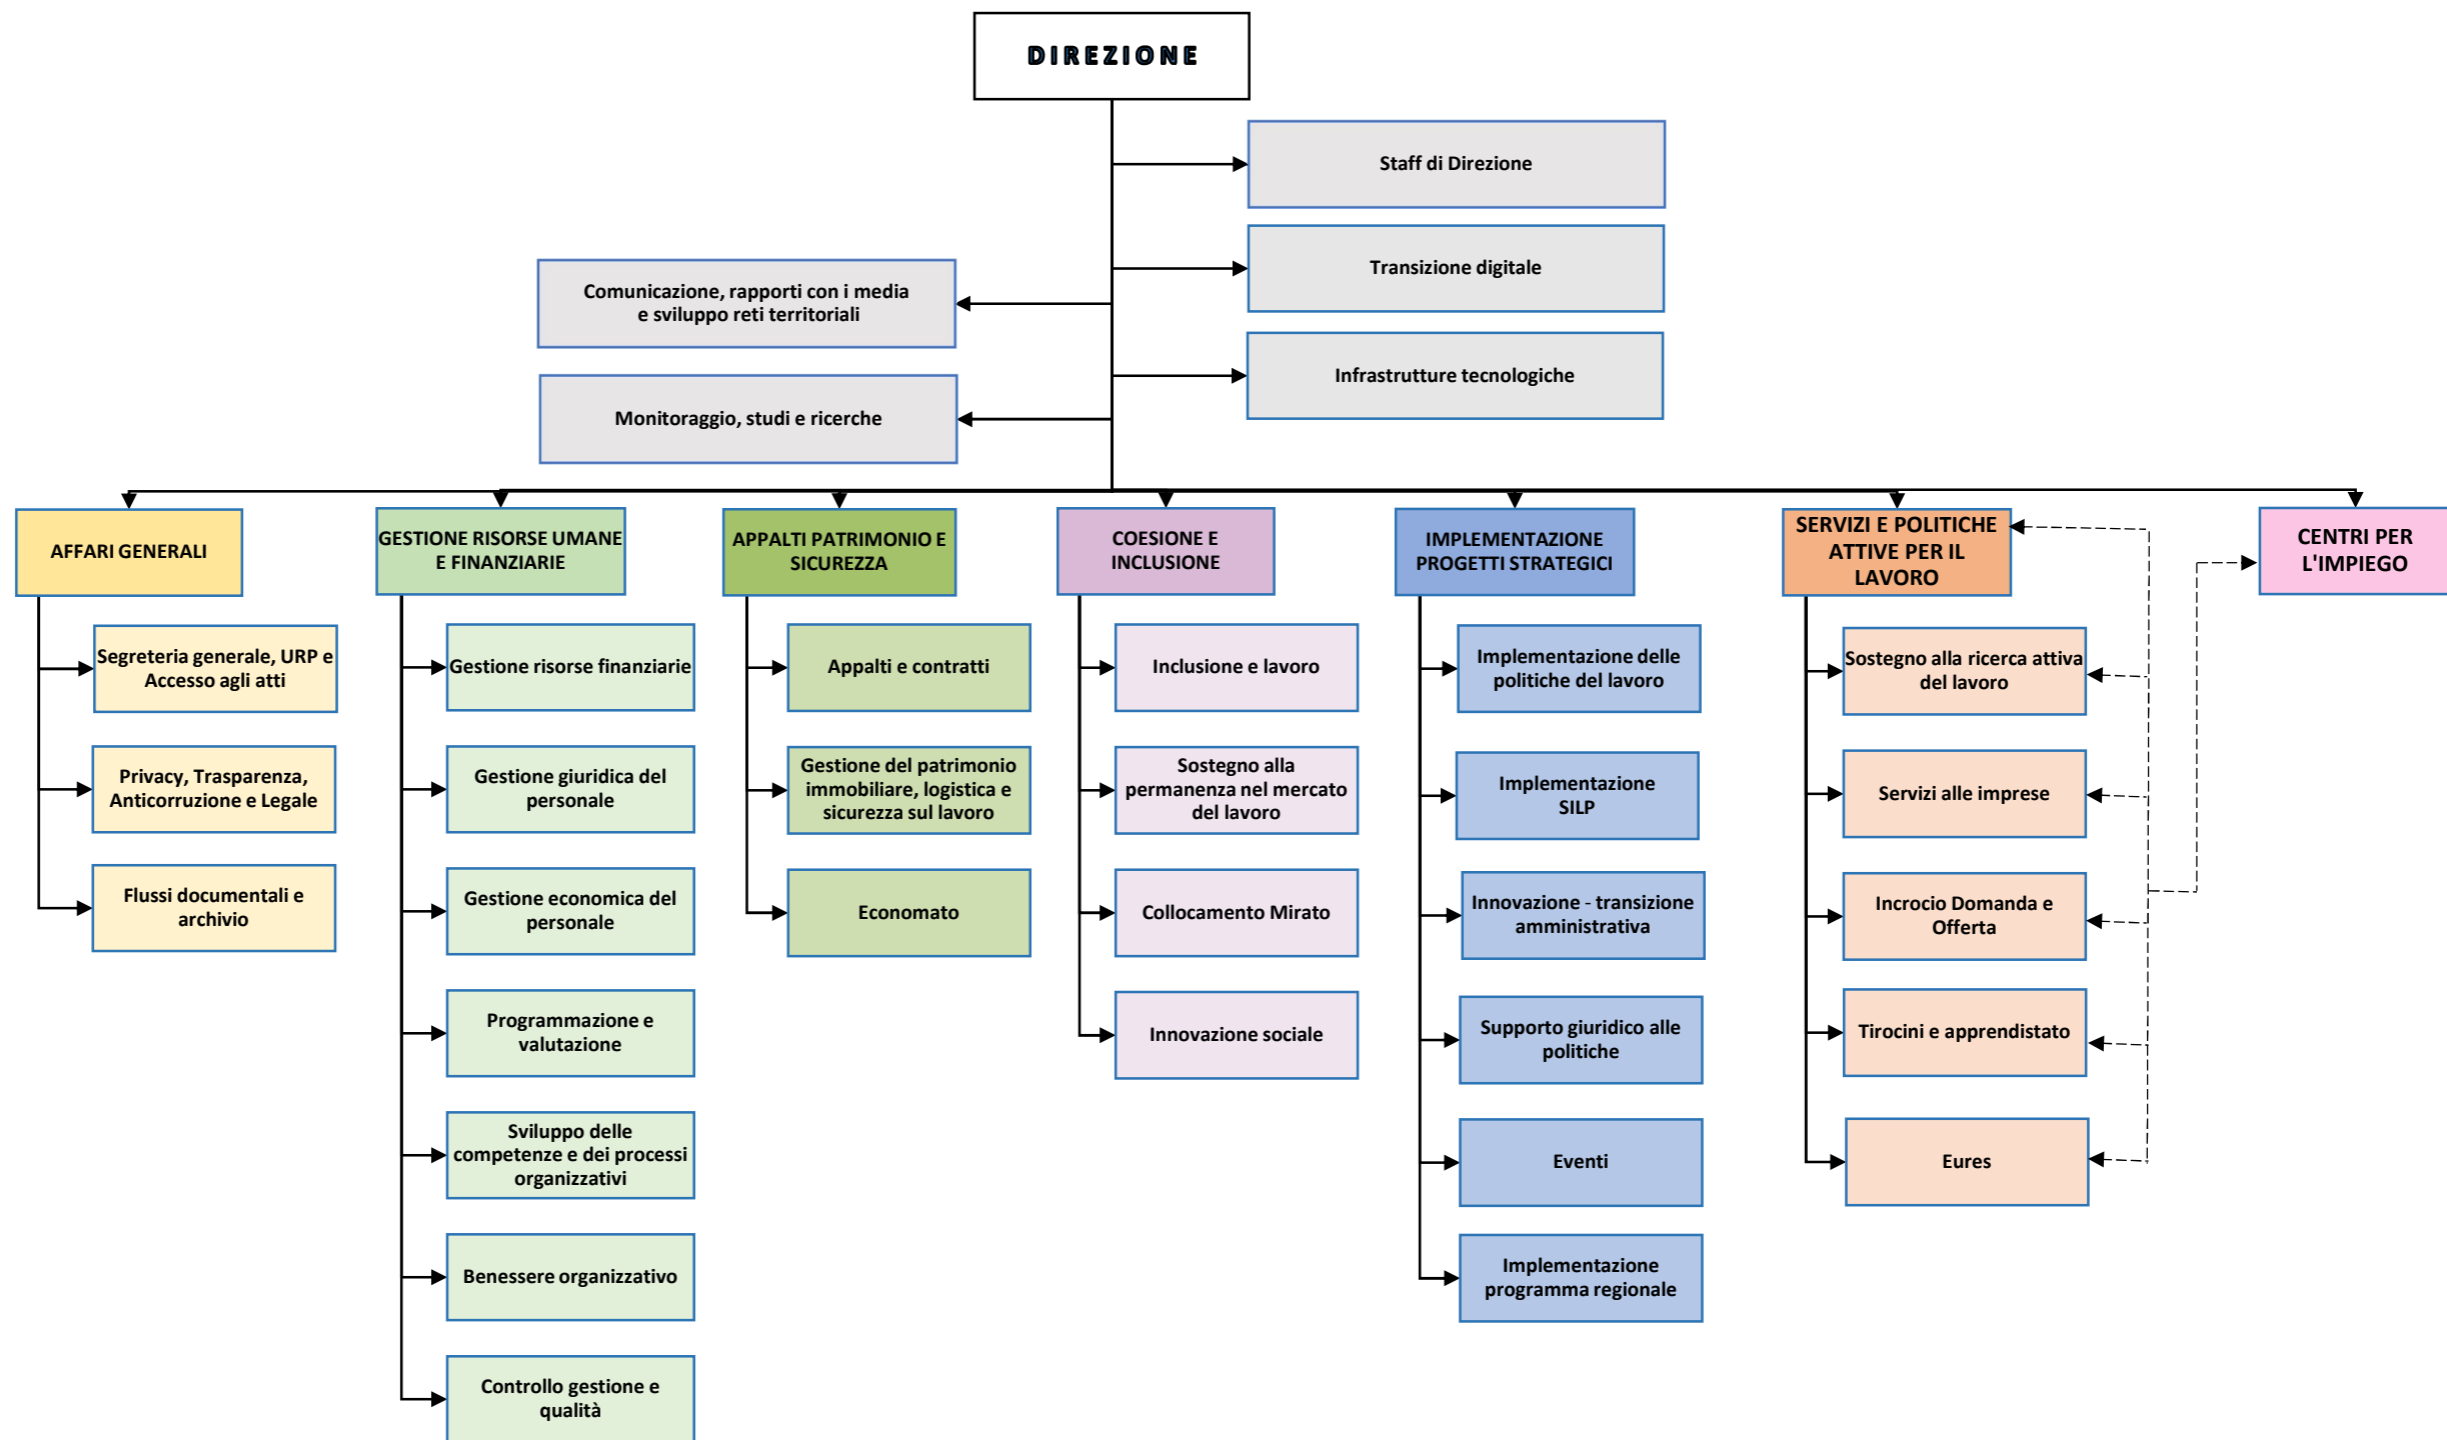 DIREZIONE
Staff di Direzione
Transizione digitale
Comunicazione, rapporti con i media
e sviluppo reti territoriali
Infrastrutture tecnologiche
Monitoraggio, studi e ricerche
AFFARI GENERALI
Segreteria generale, URP e
Accesso agli atti
Privacy, Trasparenza,
Anticorruzione e Legale
Flussi documentali e
archivio
GESTIONE RISORSE UMANE
E FINANZIARIE
Gestione risorse finanziarie
Gestione giuridica del
personale
Gestione economica del
personale
Programmazione e
valutazione
Sviluppo delle
competenze e dei processi
organizzativi
Benessere organizzativo
Controllo gestione e
qualità
APPALTI PATRIMONIO E
SICUREZZA
Appalti e contratti
Gestione del patrimonio
immobiliare, logistica e
sicurezza sul lavoro
Economato
COESIONE E
INCLUSIONE
Inclusione e lavoro
Sostegno alla
permanenza nel mercato
del lavoro
Collocamento Mirato
Innovazione sociale
IMPLEMENTAZIONE
PROGETTI STRATEGICI
Implementazione delle
politiche del lavoro
Implementazione
SILP
Innovazione - transizione
amministrativa
Supporto giuridico alle
politiche
Eventi
Implementazione
programma regionale
SERVIZI E POLITICHE
ATTIVE PER IL
LAVORO
Sostegno alla ricerca attiva
del lavoro
Servizi alle imprese
Incrocio Domanda e
Offerta
Tirocini e apprendistato
Eures
CENTRI PER
L'IMPIEGO